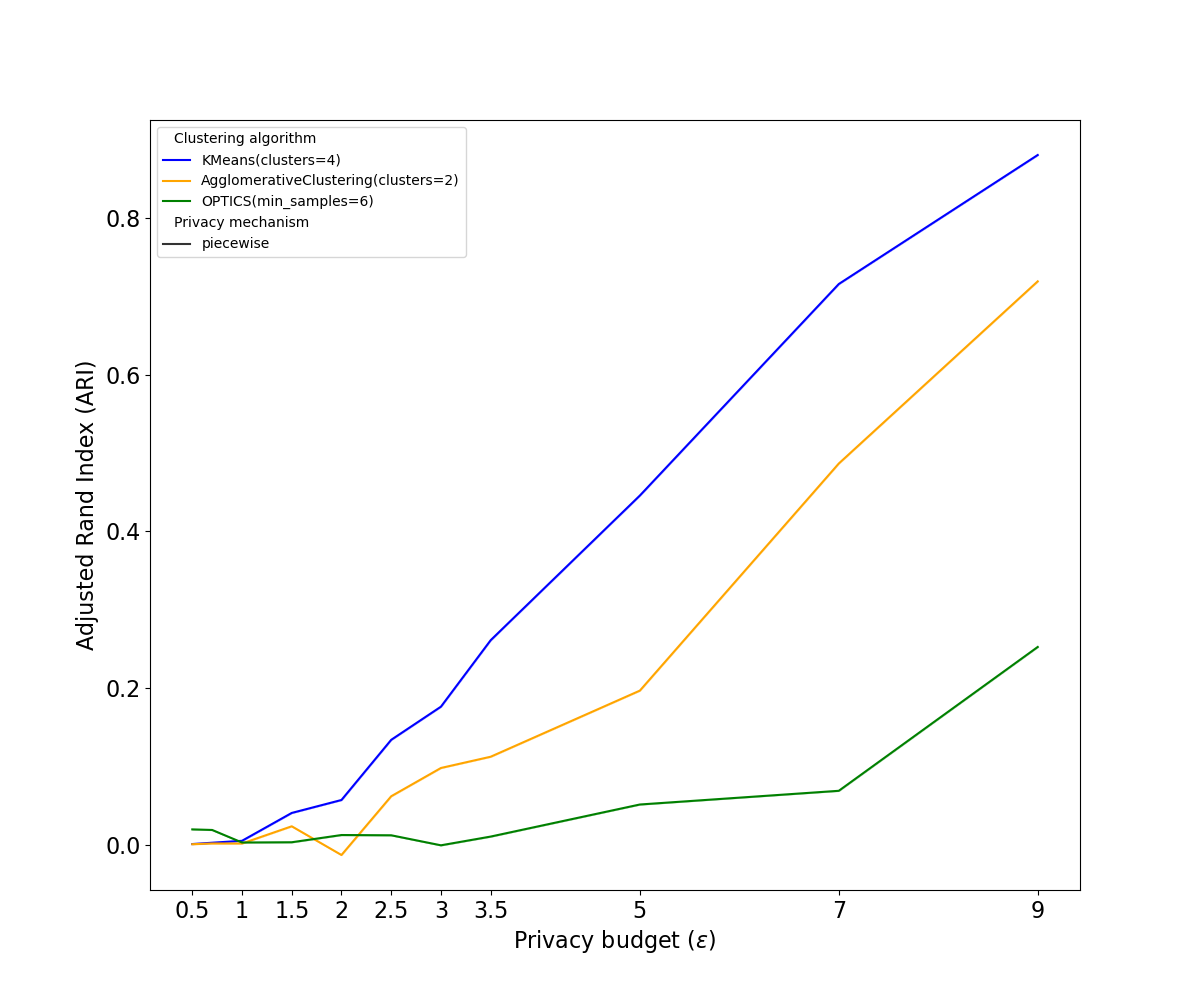 Clustering algorithm
KMeans(clusters=4)
AgglomerativeClustering(clusters=2)
OPTICS(min_samples=6)
Privacy mechanism
piecewise
Adjusted Rand Index (ARI)
0.8
0.6
0.4
0.2
0.0
0.5 1 1.5 2 2.5 3 3.5 5 7 9
Privacy budget (ε)